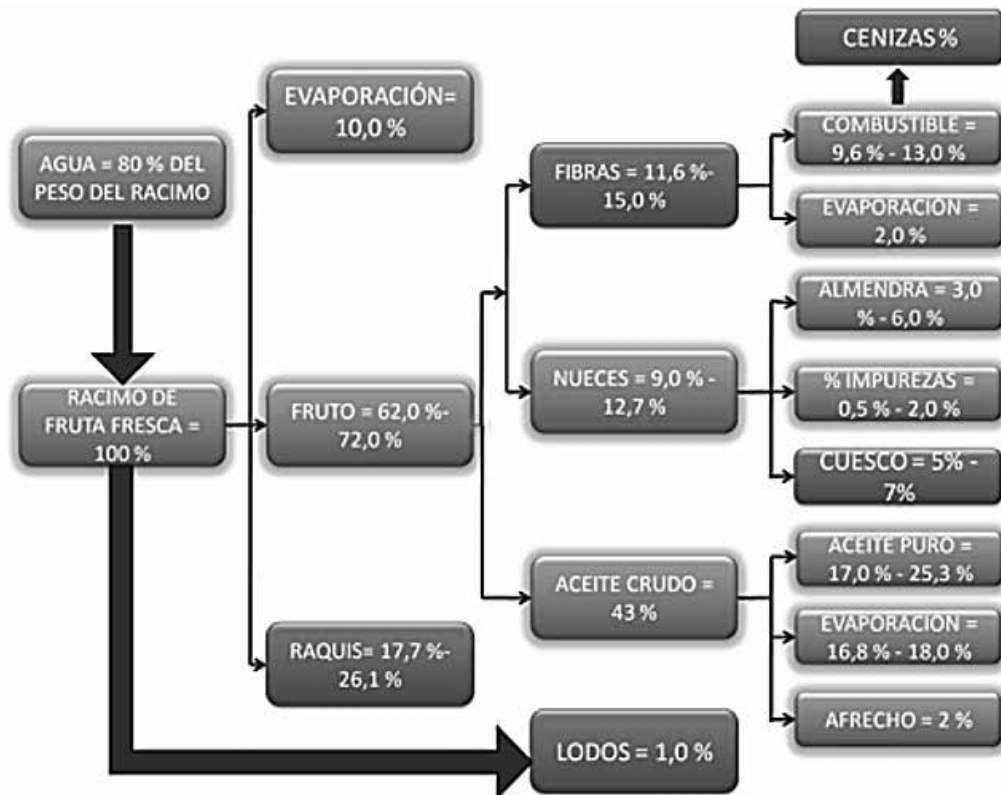 CENIZAS %
EVAPORACIÓN=
10,0 %
COMBUSTIBLE =
9,6 % - 13,0 %
AGUA = 80 % DEL
PESO DEL RACIMO
FIBRAS = 11,6 %-
15,0 %
EVAPORACIÓN =
2,0 %
ALMENDRA = 3,0
% - 6,0 %
RACIMO DE
FRUTA FRESCA =
100 %
FRUTO = 62,0 %-
72,0 %
NUECES = 9,0 % -
12,7 %
% IMPUREZAS =
0,5 % - 2,0 %
CUESCO = 5% -
7%
ACEITE PURO =
17,0 % - 25,3 %
ACEITE CRUDO =
43 %
EVAPORACIÓN =
16,8 % - 18,0 %
RAQUIS= 17,7 %-
26,1 %
AFRECHO = 2 %
LODOS = 1,0 %